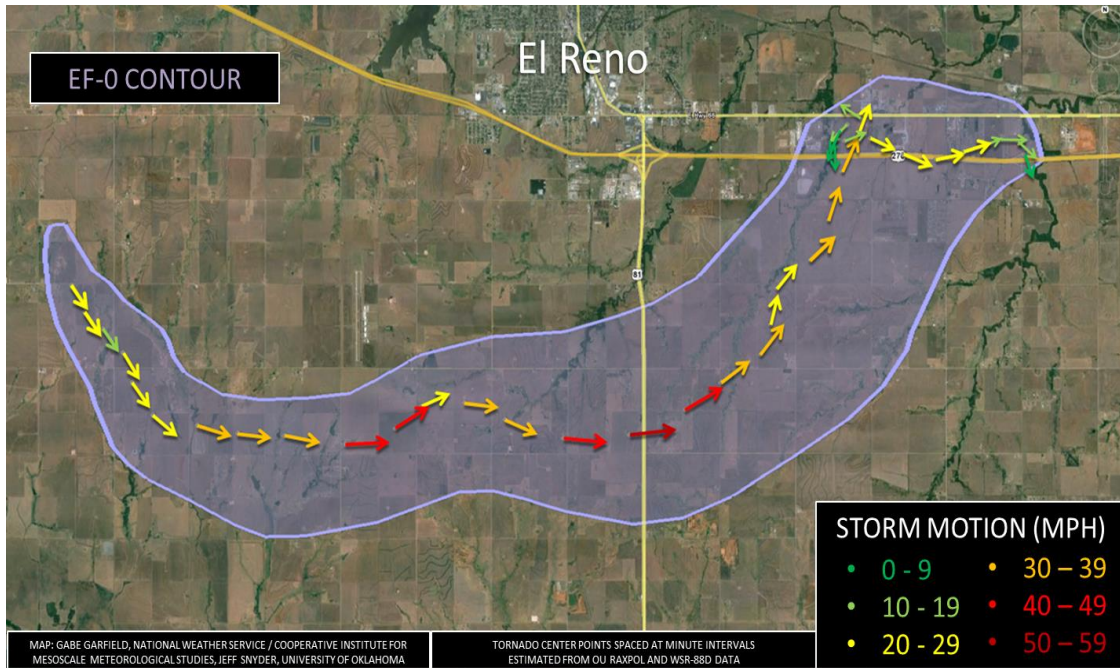 El Reno
EF-0 CONTOUR
81
STORM MOTION (MPH)
0 - 9
10 - 19
20 - 29
30 – 39
40 – 49
50 – 59
MAP: GABE GARFIELD, NATIONAL WEATHER SERVICE / COOPERATIVE INSTITUTE FOR
MESOSCALE METEOROLOGICAL STUDIES, JEFF SNYDER, UNIVERSITY OF OKLAHOMA
TORNADO CENTER POINTS SPACED AT MINUTE INTERVALS
ESTIMATED FROM OU RAXPOL AND WSR-88D DATA